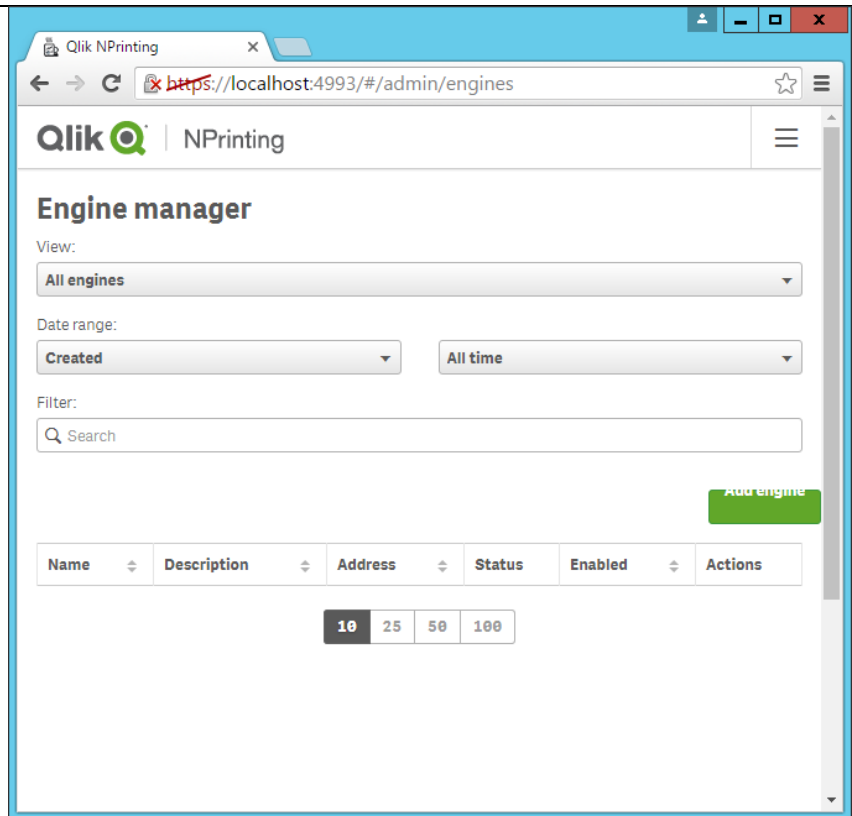 Qlik NPrinting
https://localhost:4993/#/admin/engines
Qlik NPrinting
Engine manager
View:
All engines
Date range:
Created All time
Filter:
Search
Add engine
Name Description Address Status Enabled Actions
10 25 50 100